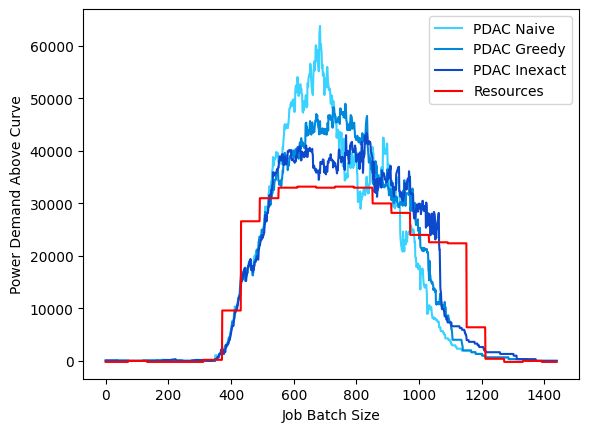 PDAC Naive
PDAC Greedy
PDAC Inexact
Resources
60000
50000
40000
30000
20000
10000
0
Power Demand Above Curve
0 200 400 600 800 1000 1200 1400
Job Batch Size